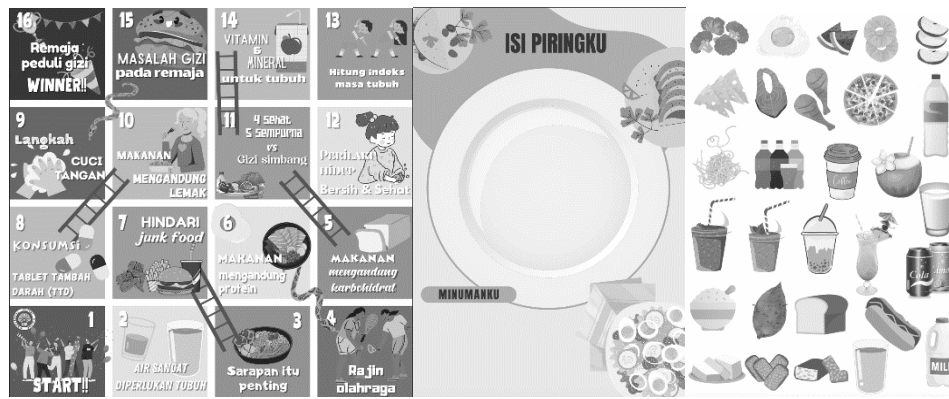 16
Remaja
peduli gizi
WINNER!!
15
MASALAH GIZI
pada remaja
14
VITAMIN
&
MINERAL
untuk tubuh
13
Hitung indeks
masa tubuh
9
Langkah
CUCI
TANGAN
10
MAKANAN
MENGANDUNG
LEMAK
11
4 Sehat
5 Sempurna
vs
Gizi simbang
12
Perilaku
Hidup
Bersih & Sehat
8
KONSUMSI
TABLET TAMBAH
DARAH (TTD)
7
HINDARI
junk food
6
MAKANAN
mengandung
protein
5
MAKANAN
mengandung
karbohidrat
1
START!!
2
AIR SANGAT
DIPERLUKAN TUBUH
3
Sarapan itu
penting
4
Rajin
olahraga
ISI PIRINGKU
MINUMANKU
Coffee
Cola
MIL